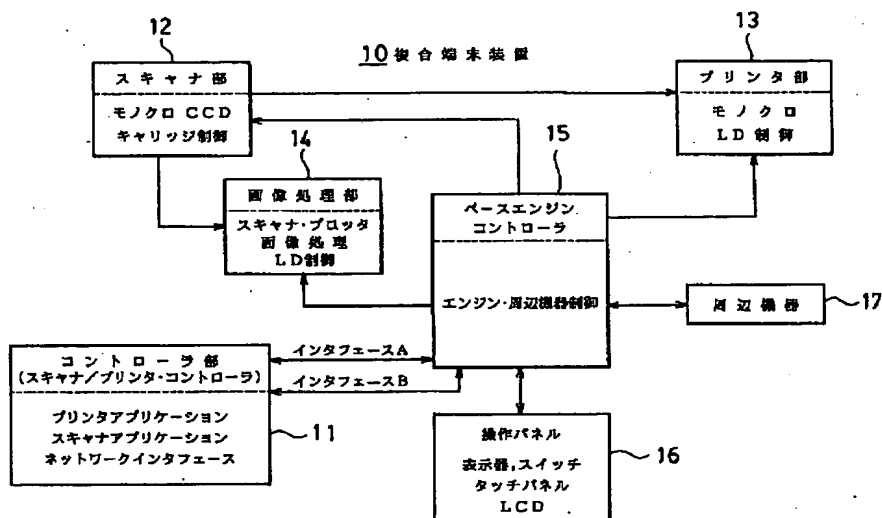 12
10 複合端末装置
13
スキャナ部
モノクロ CCD
キャリッジ制御
プリンタ部
モノクロ
LD制御
14
画像処理部
スキャナ・プロッタ
画像処理
LD制御
15
ベースエンジン
コントローラ
エンジン・周辺機器制御
周辺機器
17
コントローラ部
(スキャナ/プリンタ・コントローラ)
プリンタアプリケーション
スキャナアプリケーション
ネットワークインタフェース
11
インタフェースA
インタフェースB
操作パネル
表示器,スイッチ
タッチパネル
LCD
16